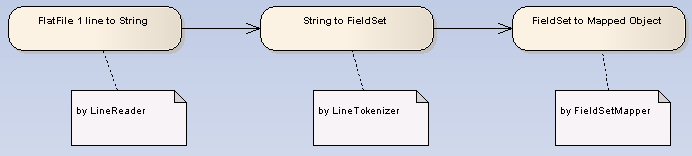 FlatFile 1 line to String
String to FieldSet
FieldSet to Mapped Object
by LineReader
by LineTokenizer
by FieldSetMapper